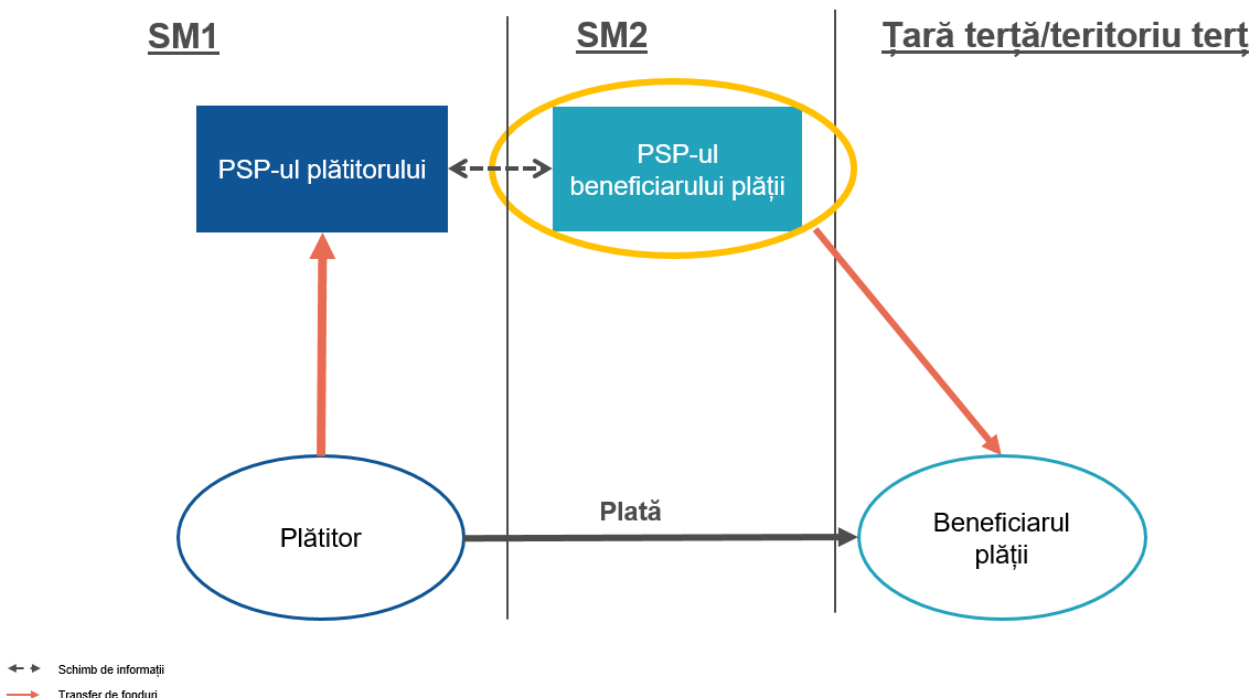 SM1
SM2
Țară terță/teritoriu terț
PSP-ul plătitorului
PSP-ul
beneficiarului plății
Plată
Plătitor
Beneficiarul
plății
Schimb de informații
Transfer de fonduri